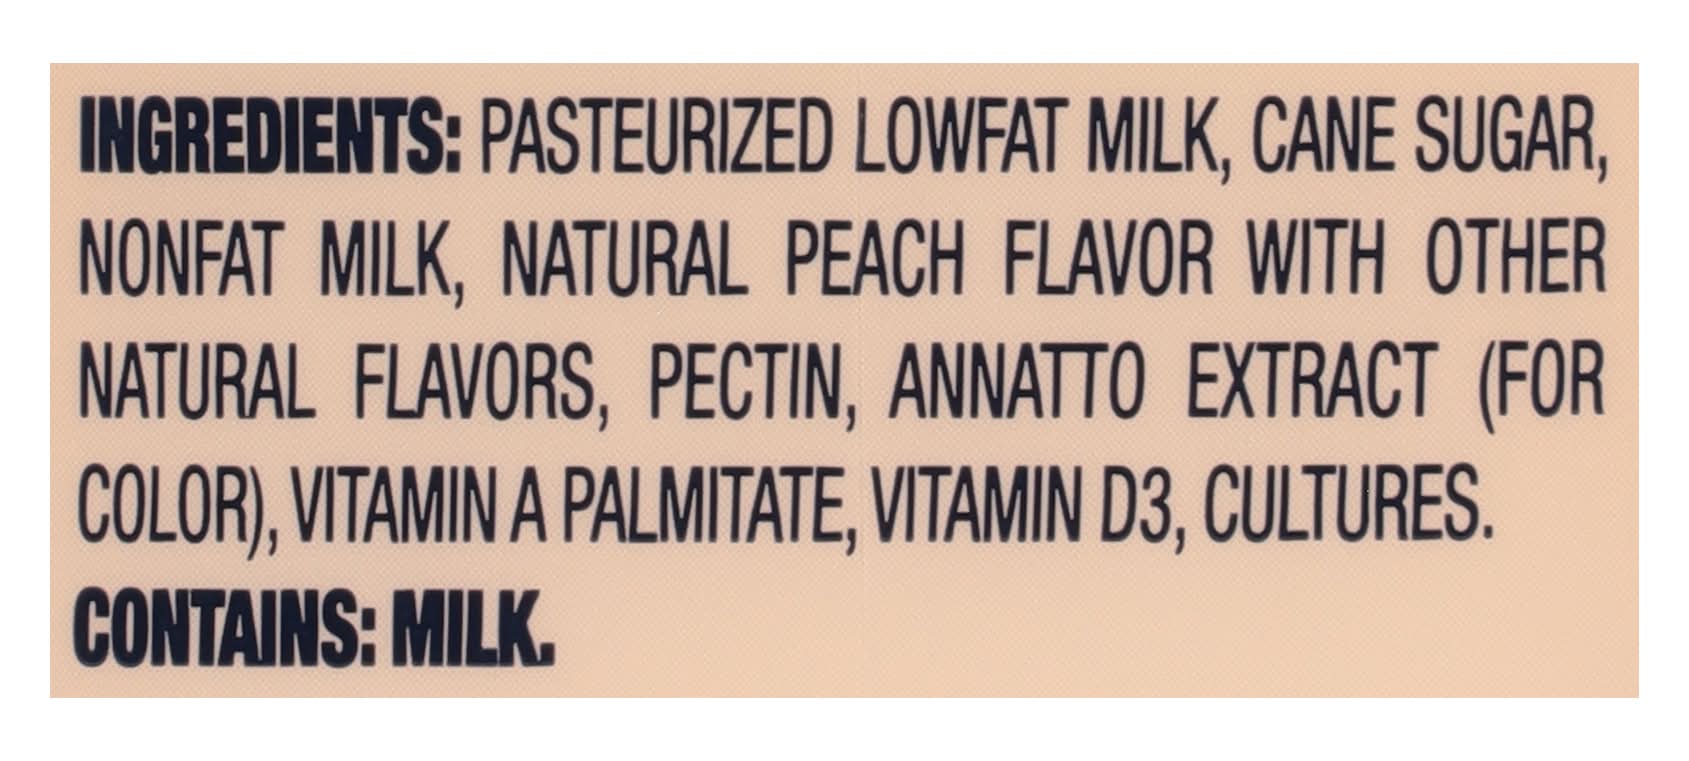 INGREDIENTS: PASTEURIZED LOWFAT MILK, CANE SUGAR,
NONFAT MILK, NATURAL PEACH FLAVOR WITH OTHER
NATURAL FLAVORS, PECTIN, ANNATTO EXTRACT (FOR
COLOR), VITAMIN A PALMITATE, VITAMIN D3, CULTURES.
CONTAINS: MILK.